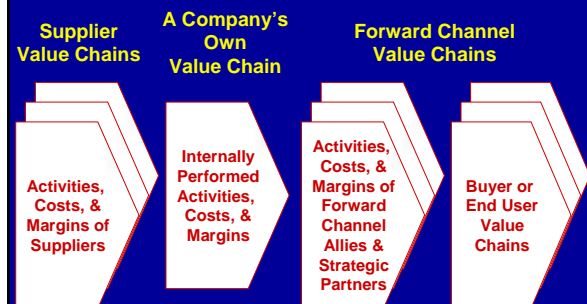 Supplier
Value Chains
A Company's
Own
Value Chain
Forward Channel
Value Chains
Activities,
Costs, &
Margins of
Suppliers
Internally
Performed
Activities,
Costs, &
Margins
Activities,
Costs, &
Margins of
Forward
Channel
Allies &
Strategic
Partners
Buyer or
End User
Value
Chains